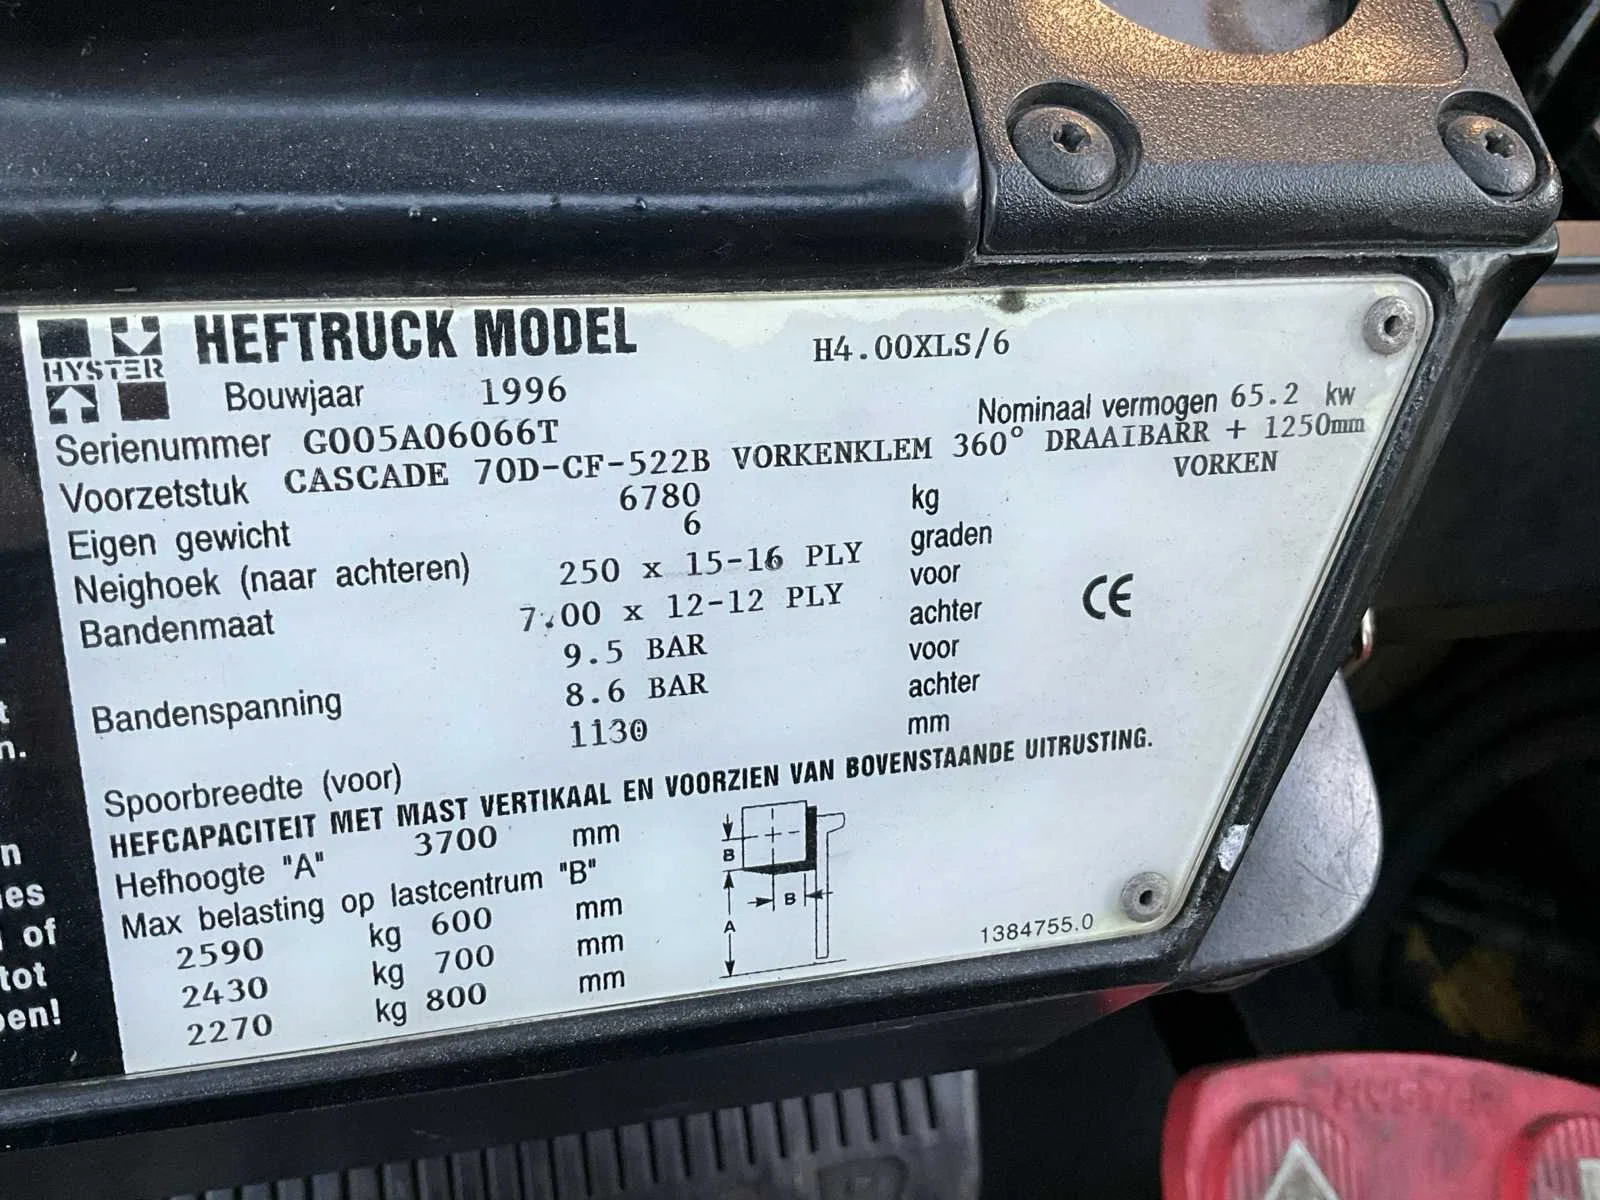 HYSTER
HEFTRUCK MODEL H4.00XLS/6
Bouwjaar 1996
Nominaal vermogen 65.2 kw
Serienummer G005A06066T
Voorzetstuk CASCADE 70D-CF-522B VORKENKLEM 360° DRAAIBARR + 1250mm
VORKEN
Eigen gewicht 6780 kg
Neighoek (naar achteren) 6 graden
Bandenmaat 250 x 15-16 PLY voor
7.00 x 12-12 PLY achter
Bandenspanning 9.5 BAR voor
8.6 BAR achter
Spoorbreedte (voor) 1130 mm
HEFCAPACITEIT MET MAST VERTIKAAL EN VOORZIEN VAN BOVENSTAANDE UITRUSTING.
Hefhoogte "A" 3700 mm
Max belasting op lastcentrum "B"
2590 kg 600 mm
2430 kg 700 mm
2270 kg 800 mm
B
B
A
CE
1384755.0
n.
n
es
of
tot
en!